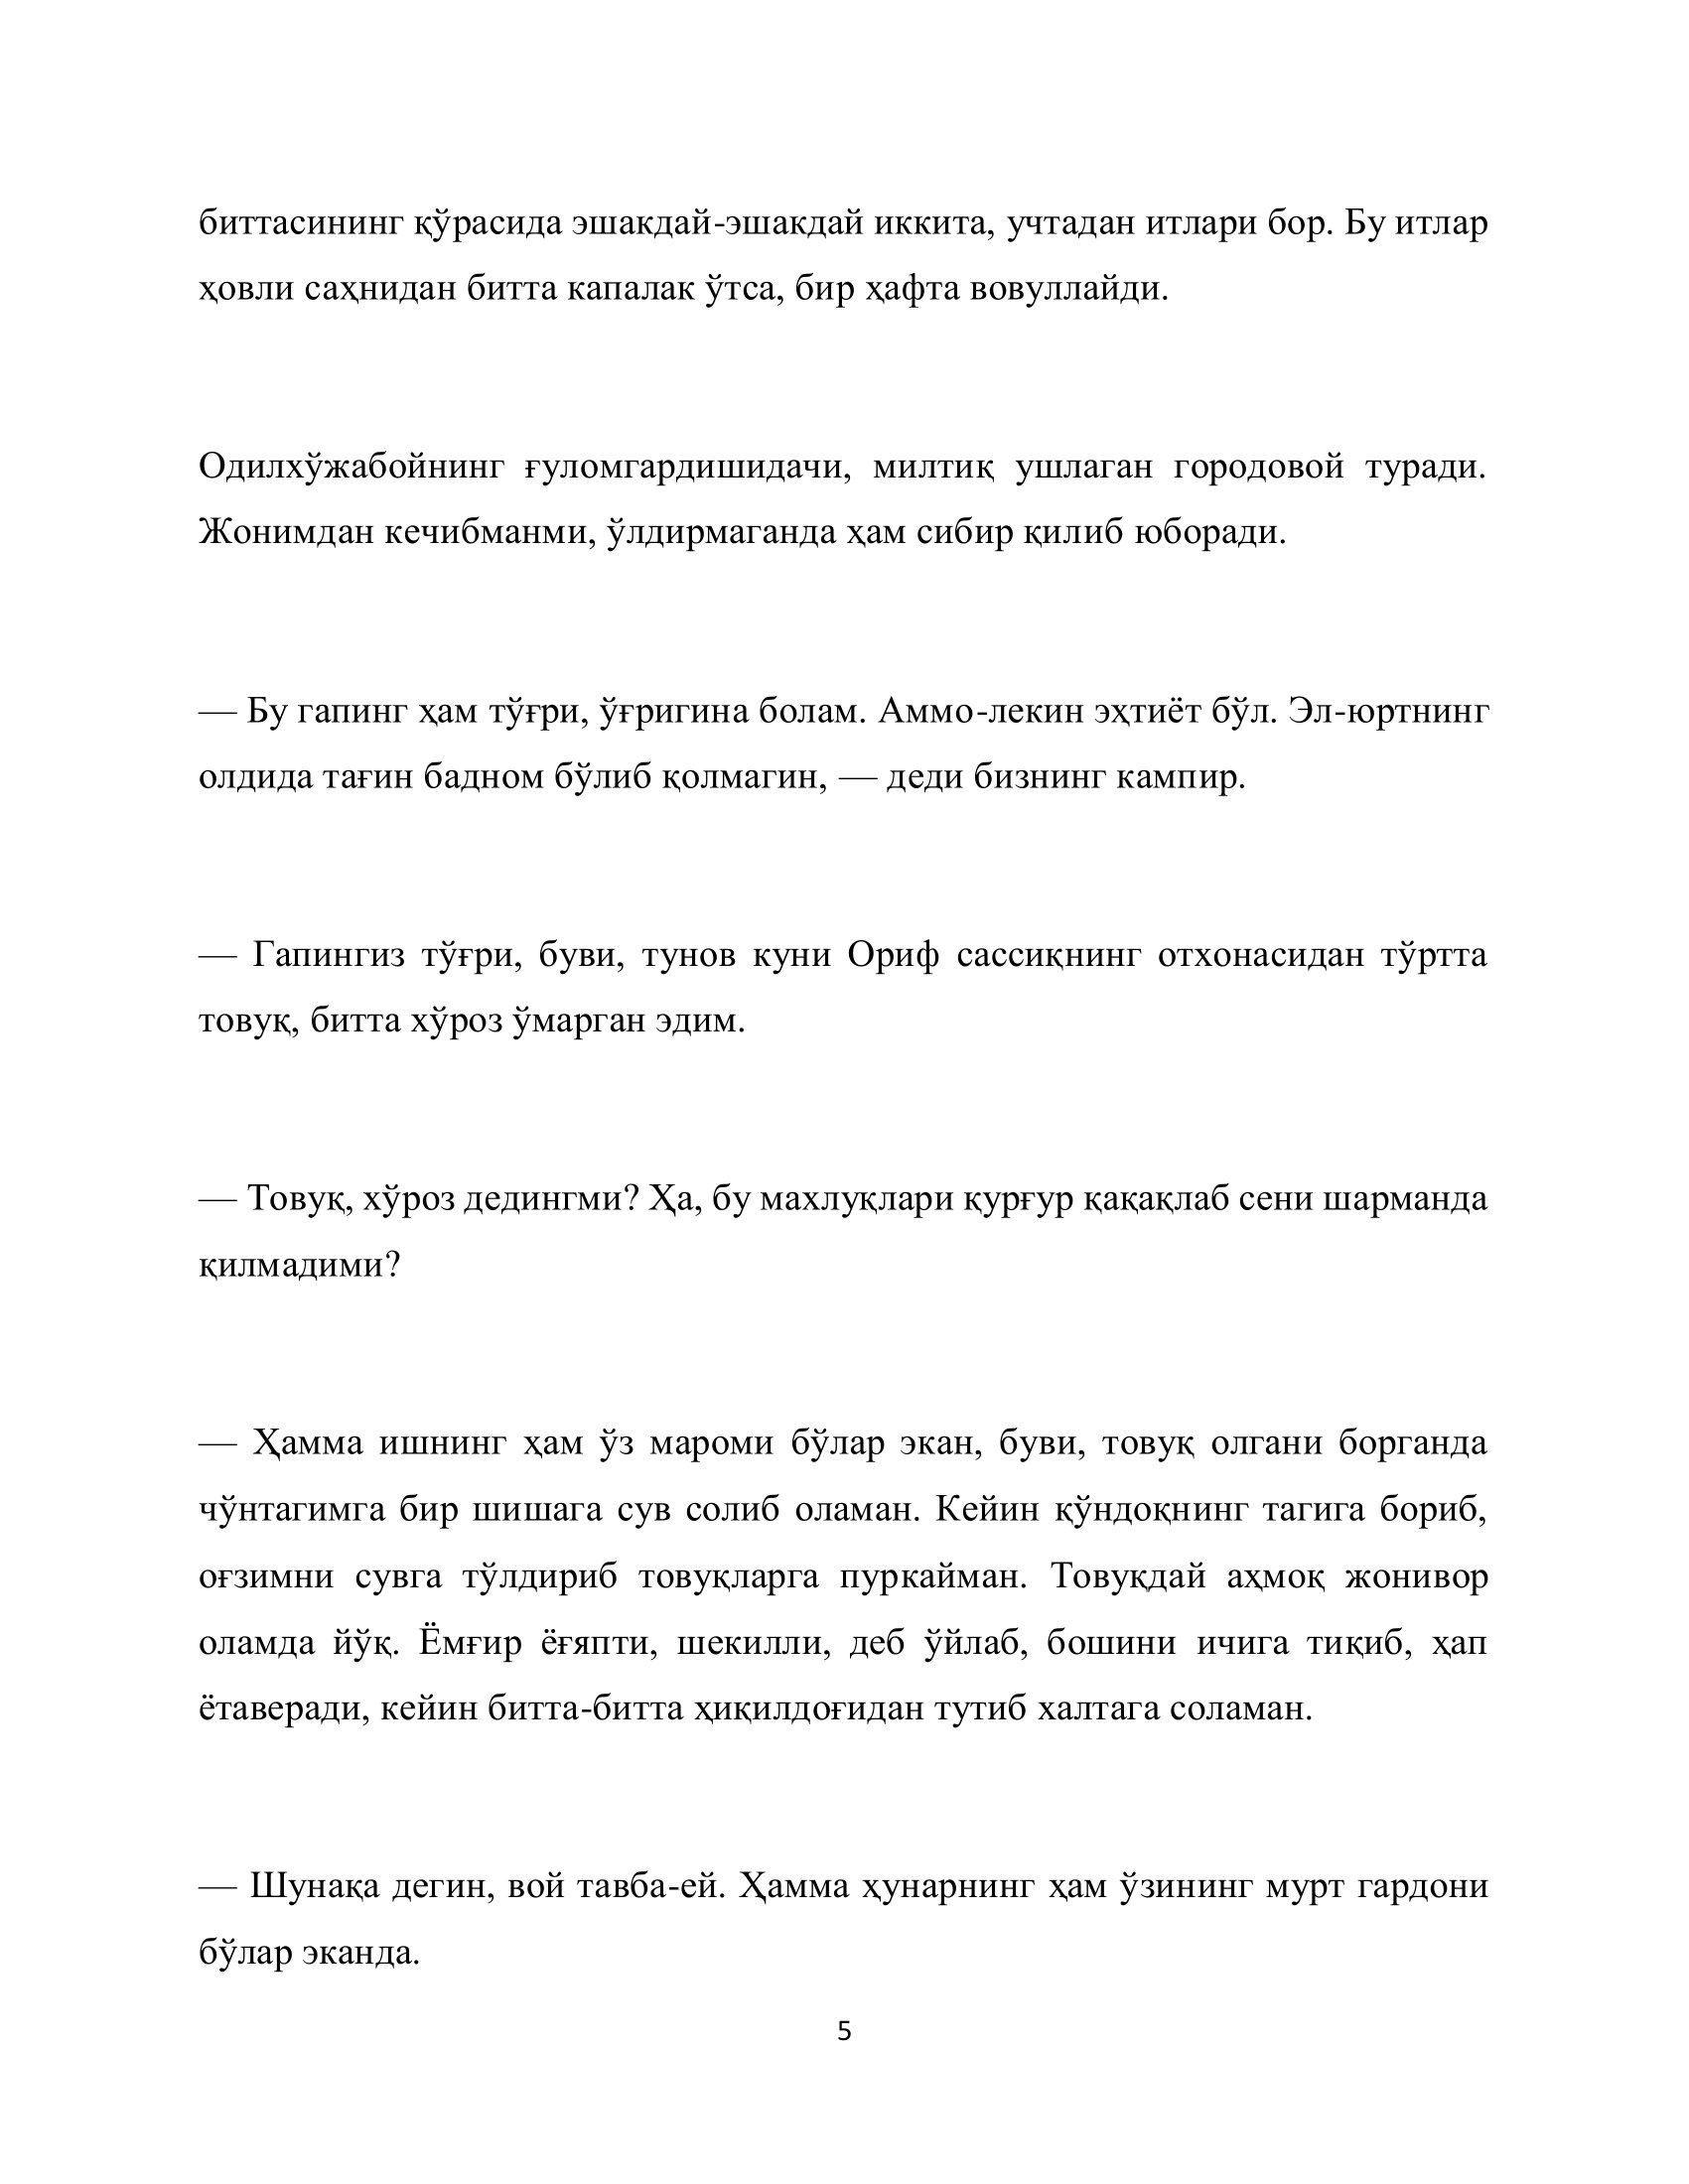 биттасининг қўрасида эшакдай-эшакдай иккита, учтадан итлари бор. Бу итлар
ҳовли саҳнидан битта капалак ўтса, бир ҳафта вовуллайди.
Одилхўжабойнинг ғуломгардишидачи, милтиқ ушлаган городовой туради.
Жонимдан кечибманми, ўлдирмаганда ҳам сибир қилиб юборади.
— Бу гапинг ҳам тўғри, ўғригина болам. Аммо-лекин эҳтиёт бўл. Эл-юртнинг
олдида тағин бадном бўлиб қолмагин, — деди бизнинг кампир.
— Гапингиз тўғри, буви, тунов куни Ориф сассиқнинг отхонасидан тўртта
товуқ, битта хўроз ўмарган эдим.
— Товуқ, хўроз дедингми? Ҳа, бу махлуқлари қурғур қақақлаб сени шарманда
қилмадими?
— Ҳамма ишнинг ҳам ўз мароми бўлар экан, буви, товуқ олгани борганда
чўнтагимга бир шишага сув солиб оламан. Кейин қўндоқнинг тагига бориб,
оғзимни сувга тўлдириб товуқларга пуркайман. Товуқдай аҳмоқ жонивор
оламда йўқ. Ёмғир ёғяпти, шекилли, деб ўйлаб, бошини ичига тиқиб, ҳап
ётаверади, кейин битта-битта ҳиқилдоғидан тутиб халтага соламан.
— Шунақа дегин, вой тавба-ей. Ҳамма ҳунарнинг ҳам ўзининг мурт гардони
бўлар эканда.
5